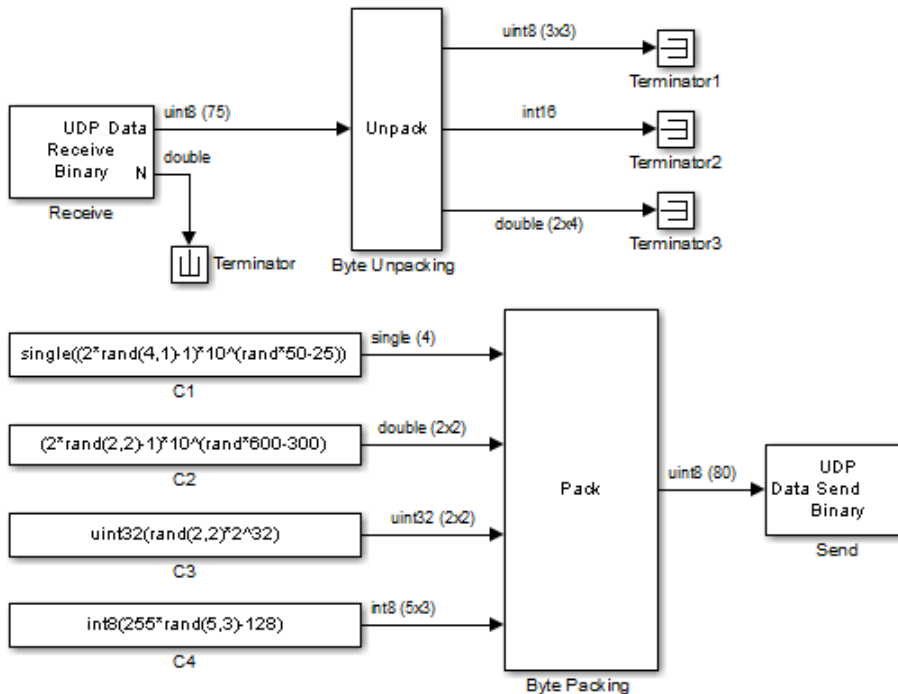 uint8 (3x3)
Terminator1
uint8 (75)
UDP Data
Receive
Binary N
Receive
double
Terminator
Unpack
Byte Unpacking
int16
Terminator2
double (2x4)
Terminator3
single((2*rand(4,1)-1)*10^(rand*50-25))
C1
single (4)
(2*rand(2,2)-1)*10^(rand*600-300)
C2
double (2x2)
uint32(rand(2,2)*2^32)
C3
uint32 (2x2)
int8(255*rand(5,3)-128)
C4
int8 (5x3)
Pack
Byte Packing
uint8 (80)
UDP
Data Send
Binary
Send